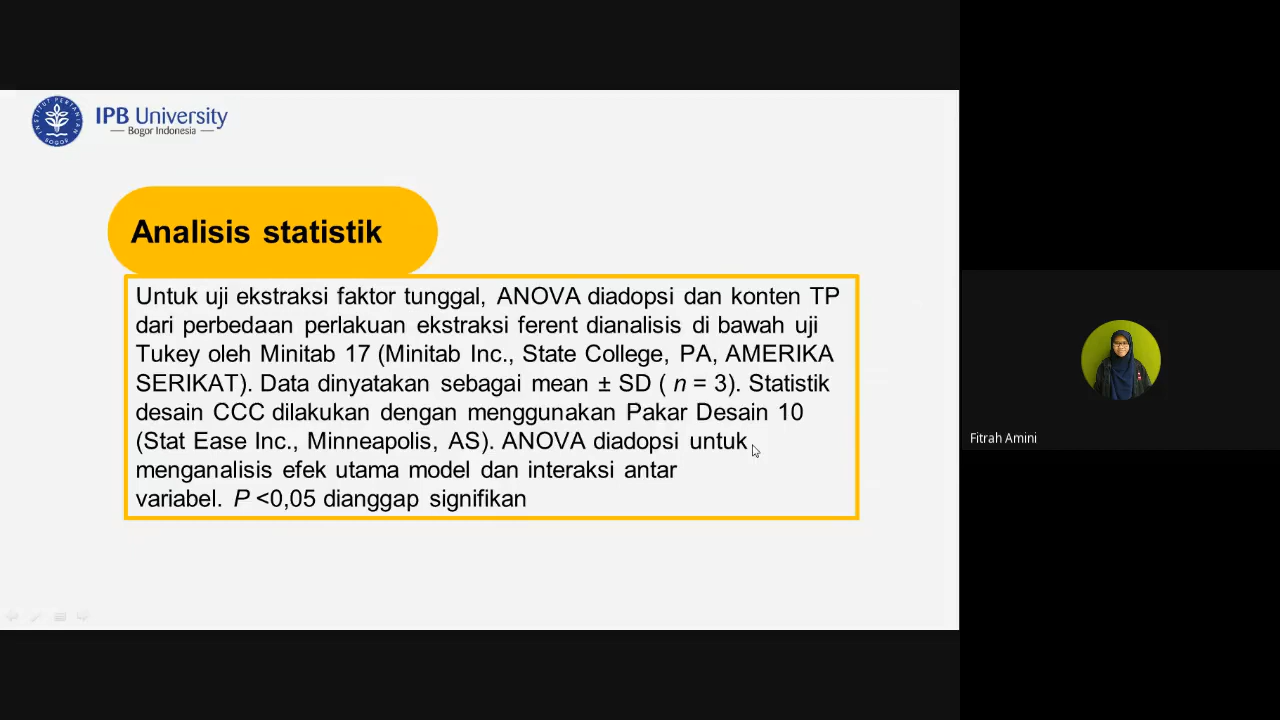 INSTITUT PERTANIAN
BOGOR
IPB University
Bogor Indonesia
Analisis statistik
Untuk uji ekstraksi faktor tunggal, ANOVA diadopsi dan konten TP
dari perbedaan perlakuan ekstraksi ferent dianalisis di bawah uji
Tukey oleh Minitab 17 (Minitab Inc., State College, PA, AMERIKA
SERIKAT). Data dinyatakan sebagai mean ± SD ( n = 3). Statistik
desain CCC dilakukan dengan menggunakan Pakar Desain 10
(Stat Ease Inc., Minneapolis, AS). ANOVA diadopsi untuk
menganalisis efek utama model dan interaksi antar
variabel. P <0,05 dianggap signifikan
Fitrah Amini